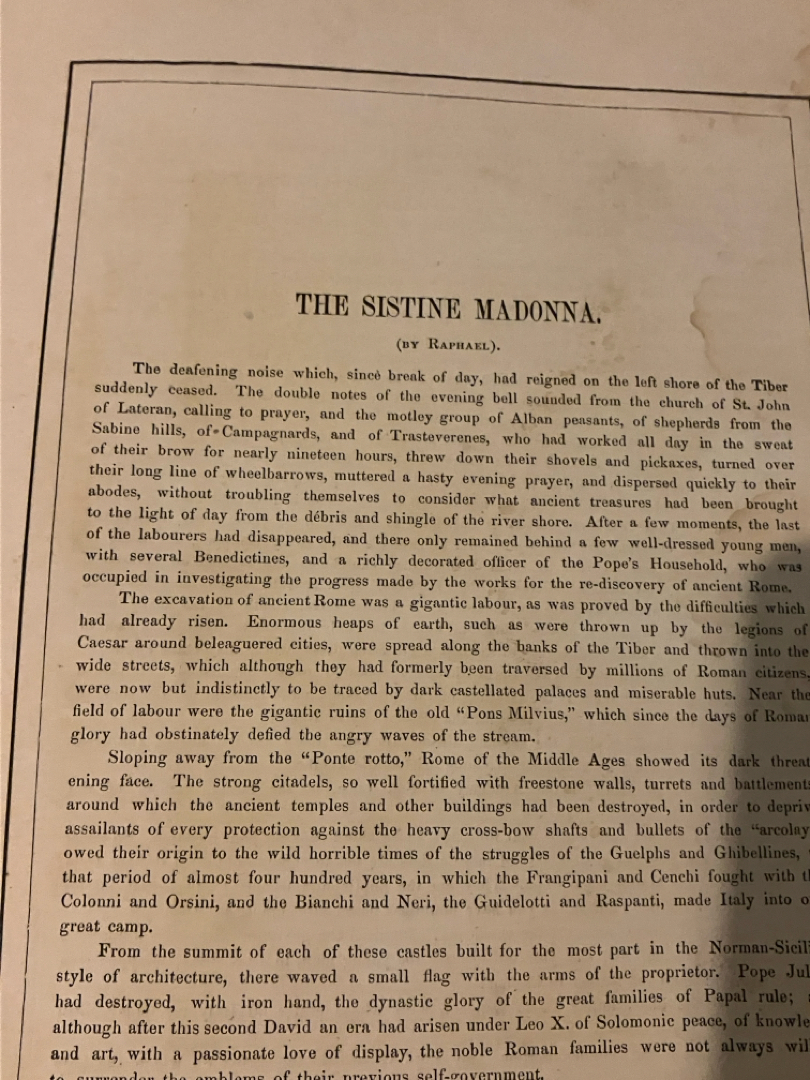 THE SISTINE MADONNA.
(BY RAPHAEL).
The deafening noise which, since break of day, had reigned on the left shore of the Tiber
suddenly ceased. The double notes of the evening bell sounded from the church of St. John
of Lateran, calling to prayer, and the motley group of Alban peasants, of shepherds from the
Sabine hills, of Campagnards, and of Trasteverenes, who had worked all day in the sweat
of their brow for nearly nineteen hours, threw down their shovels and pickaxes, turned over
their long line of wheelbarrows, muttered a hasty evening prayer, and dispersed quickly to their
abodes, without troubling themselves to consider what ancient treasures had been brought
to the light of day from the débris and shingle of the river shore. After a few moments, the last
of the labourers had disappeared, and there only remained behind a few well-dressed young men,
with several Benedictines, and a richly decorated officer of the Pope's Household, who was
occupied in investigating the progress made by the works for the re-discovery of ancient Rome.
The excavation of ancient Rome was a gigantic labour, as was proved by the difficulties which
had already risen. Enormous heaps of earth, such as were thrown up by the legions of
Caesar around beleaguered cities, were spread along the banks of the Tiber and thrown into the
wide streets, which although they had formerly been traversed by millions of Roman citizens,
were now but indistinctly to be traced by dark castellated palaces and miserable huts. Near the
field of labour were the gigantic ruins of the old "Pons Milvius," which since the days of Roman
glory had obstinately defied the angry waves of the stream.
Sloping away from the "Ponte rotto," Rome of the Middle Ages showed its dark threat
ening face. The strong citadels, so well fortified with freestone walls, turrets and battlements
around which the ancient temples and other buildings had been destroyed, in order to depriv
assailants of every protection against the heavy cross-bow shafts and bullets of the "arcolay
owed their origin to the wild horrible times of the struggles of the Guelphs and Ghibellines,
that period of almost four hundred years, in which the Frangipani and Cenchi fought with th
Colonni and Orsini, and the Bianchi and Neri, the Guidelotti and Raspanti, made Italy into o
great camp.
From the summit of each of these castles built for the most part in the Norman-Sicili
style of architecture, there waved a small flag with the arms of the proprietor. Pope Jul
had destroyed, with iron hand, the dynastic glory of the great families of Papal rule;
although after this second David an era had arisen under Leo X. of Solomonic peace, of knowle
and art, with a passionate love of display, the noble Roman families were not always wil
to surrender the emblems of their previous self-government.